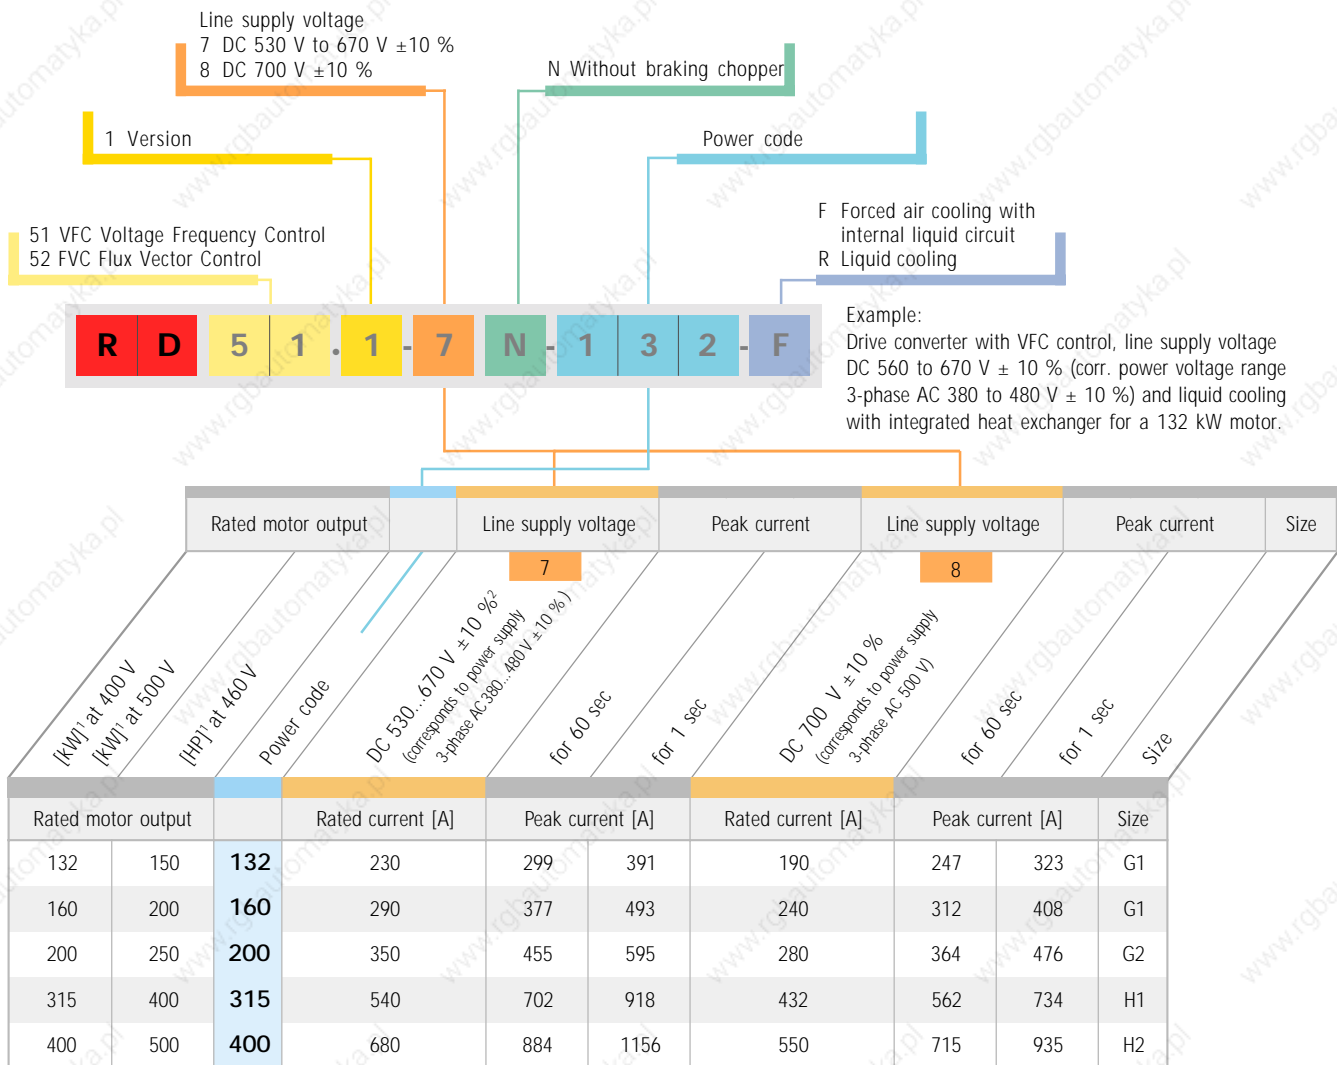 Line supply voltage
7 DC 530 V to 670 V ±10 %
8 DC 700 V ±10 %
N Without braking chopper
1 Version
Power code
51 VFC Voltage Frequency Control
52 FVC Flux Vector Control
F Forced air cooling with
internal liquid circuit
R Liquid cooling
R D 5 1 . 1 - 7 N - 1 3 2 - F
Example:
Drive converter with VFC control, line supply voltage
DC 560 to 670 V ± 10 % (corr. power voltage range
3-phase AC 380 to 480 V ± 10 %) and liquid cooling
with integrated heat exchanger for a 132 kW motor.
Rated motor output Line supply voltage Peak current Line supply voltage Peak current Size
7 8
[KW]¹ at 400 V
[KW]¹ at 500 V
[HP]¹ at 460 V
Power code
DC 530...670 V ±10 %²
(corresponds to power supply
3-phase AC 380...480 V ±10 % )
for 60 sec
for 1 sec
DC 700 V ±10 %
(corresponds to power supply
3-phase AC 500 V)
for 60 sec
for 1 sec
Size
Rated motor output Rated current [A] Peak current [A] Rated current [A] Peak current [A] Size
132 150 132 230 299 391 190 247 323 G1
160 200 160 290 377 493 240 312 408 G1
200 250 200 350 455 595 280 364 476 G2
315 400 315 540 702 918 432 562 734 H1
400 500 400 680 884 1156 550 715 935 H2
www.rgbautomatyka.pl